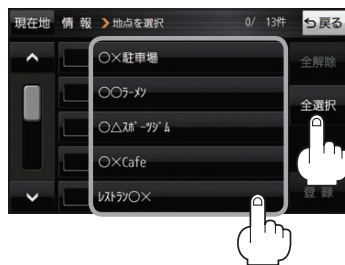 現在地 情 報 ❯地点を選択 0/ 13件 戻る
○×駐車場 全解除
○○ﾗｰﾒﾝ 全選択
○△ｽﾎﾟｰﾂｼﾞﾑ
○×Cafe
ﾚｽﾄﾗﾝ○× 登 録